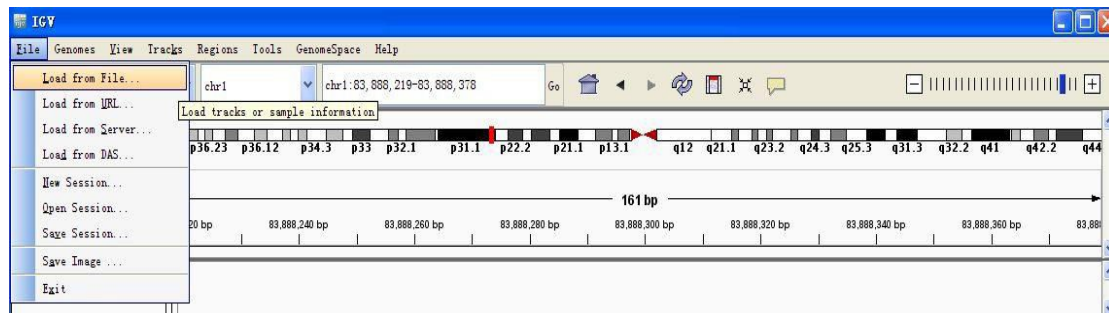 IGV
File Genomes View Tracks Regions Tools GenomeSpace Help
Load from File...
chr1 chr1:83,888,219-83,888,378 Go
Load from URL...
Load tracks or sample information
Load from Server...
Load from DAS...
p36.23 p36.12 p34.3 p33 p32.1 p31.1 p22.2 p21.1 p13.1 q12 q21.1 q23.2 q24.3 q25.3 q31.3 q32.2 q41 q42.2 q44
New Session...
Open Session...
161 bp
Save Session...
20 bp 83,888,240 bp 83,888,260 bp 83,888,280 bp 83,888,300 bp 83,888,320 bp 83,888,340 bp 83,888,360 bp 83,88
Save Image ...
Exit